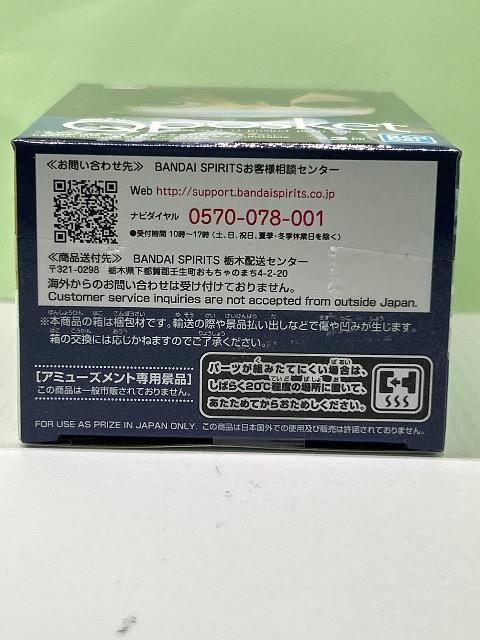 Qposket
≪お問い合わせ先≫ BANDAI SPIRITSお客様相談センター
Web http://support.bandaispirits.co.jp
ナビダイヤル 0570-078-001
●受付時間 10時～17時（土、日、祝日、夏季・冬季休業日を除く）
≪商品送付先≫ BANDAI SPIRITS 栃木配送センター
〒321-0298 栃木県下都賀郡壬生町おもちゃのまち4-2-20
海外からのお問い合わせは受け付けておりません。
Customer service inquiries are not accepted from outside Japan.
※本商品の箱は梱包材です。輸送の際や景品払い出しなどで傷や凹みが生じます。
箱の交換には応じかねますのでご了承ください。
[アミューズメント専用景品]
この商品は一般市販されておりません。
パーツが組みたてにくい場合は、
しばらく20℃程度の場所に置いて、
あたためてからおためしください。
FOR USE AS PRIZE IN JAPAN ONLY.
この商品は日本国外での使用及び販売は許諾されておりません。